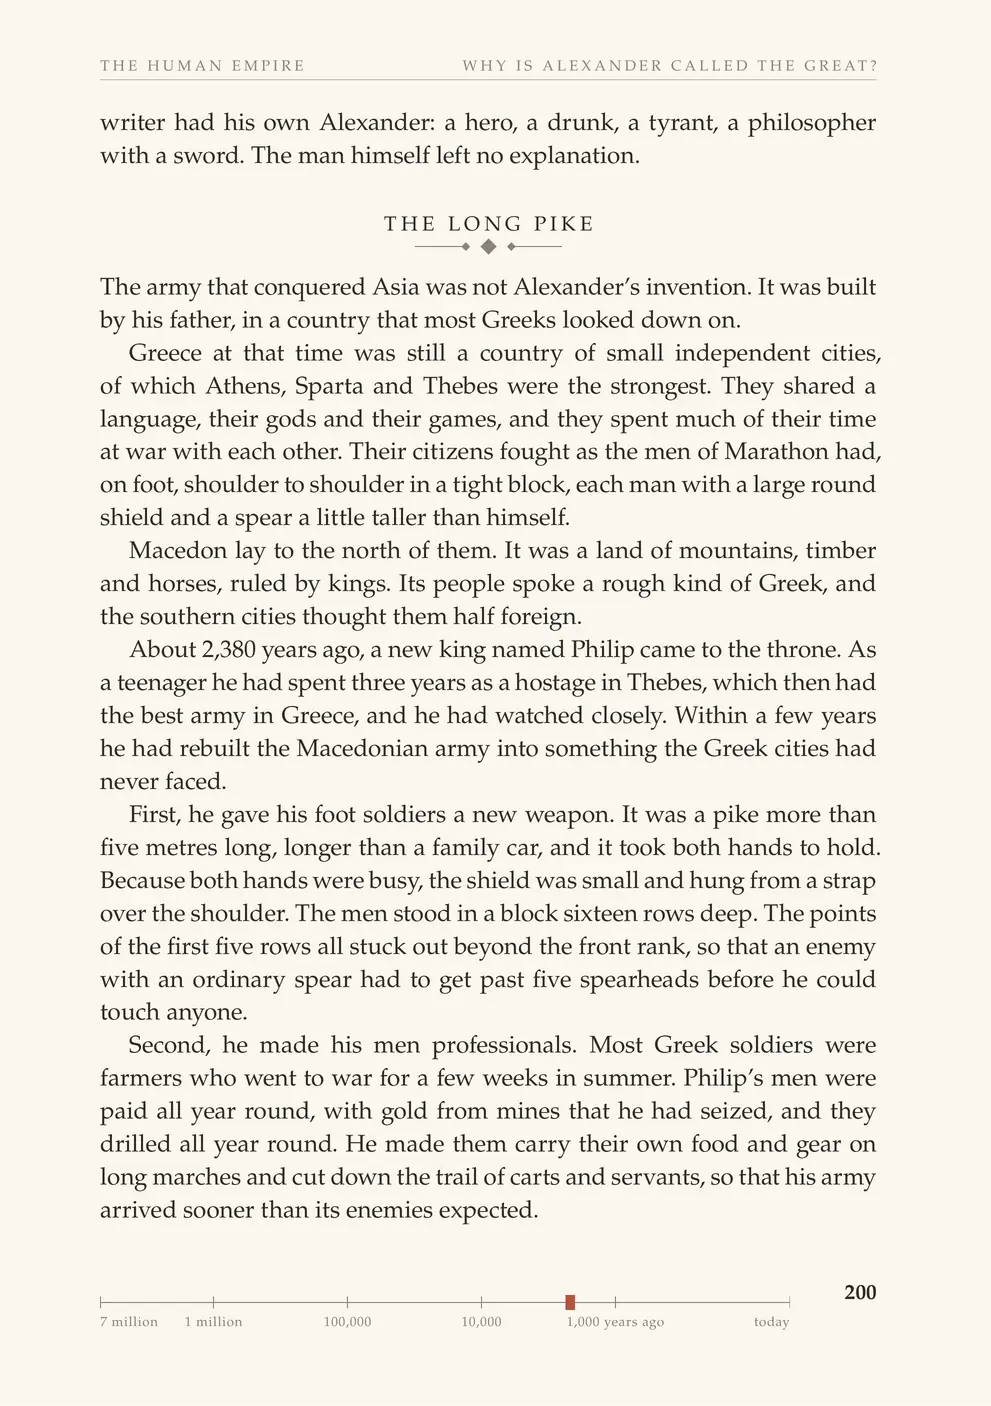 THE HUMAN EMPIRE
WHY IS ALEXANDER CALLED THE GREAT?
writer had his own Alexander: a hero, a drunk, a tyrant, a philosopher
with a sword. The man himself left no explanation.
THE LONG PIKE
The army that conquered Asia was not Alexander’s invention. It was built
by his father, in a country that most Greeks looked down on.
Greece at that time was still a country of small independent cities,
of which Athens, Sparta and Thebes were the strongest. They shared a
language, their gods and their games, and they spent much of their time
at war with each other. Their citizens fought as the men of Marathon had,
on foot, shoulder to shoulder in a tight block, each man with a large round
shield and a spear a little taller than himself.
Macedon lay to the north of them. It was a land of mountains, timber
and horses, ruled by kings. Its people spoke a rough kind of Greek, and
the southern cities thought them half foreign.
About 2,380 years ago, a new king named Philip came to the throne. As
a teenager he had spent three years as a hostage in Thebes, which then had
the best army in Greece, and he had watched closely. Within a few years
he had rebuilt the Macedonian army into something the Greek cities had
never faced.
First, he gave his foot soldiers a new weapon. It was a pike more than
five metres long, longer than a family car, and it took both hands to hold.
Because both hands were busy, the shield was small and hung from a strap
over the shoulder. The men stood in a block sixteen rows deep. The points
of the first five rows all stuck out beyond the front rank, so that an enemy
with an ordinary spear had to get past five spearheads before he could
touch anyone.
Second, he made his men professionals. Most Greek soldiers were
farmers who went to war for a few weeks in summer. Philip’s men were
paid all year round, with gold from mines that he had seized, and they
drilled all year round. He made them carry their own food and gear on
long marches and cut down the trail of carts and servants, so that his army
arrived sooner than its enemies expected.
200
7 million
1 million
100,000
10,000
1,000 years ago
today